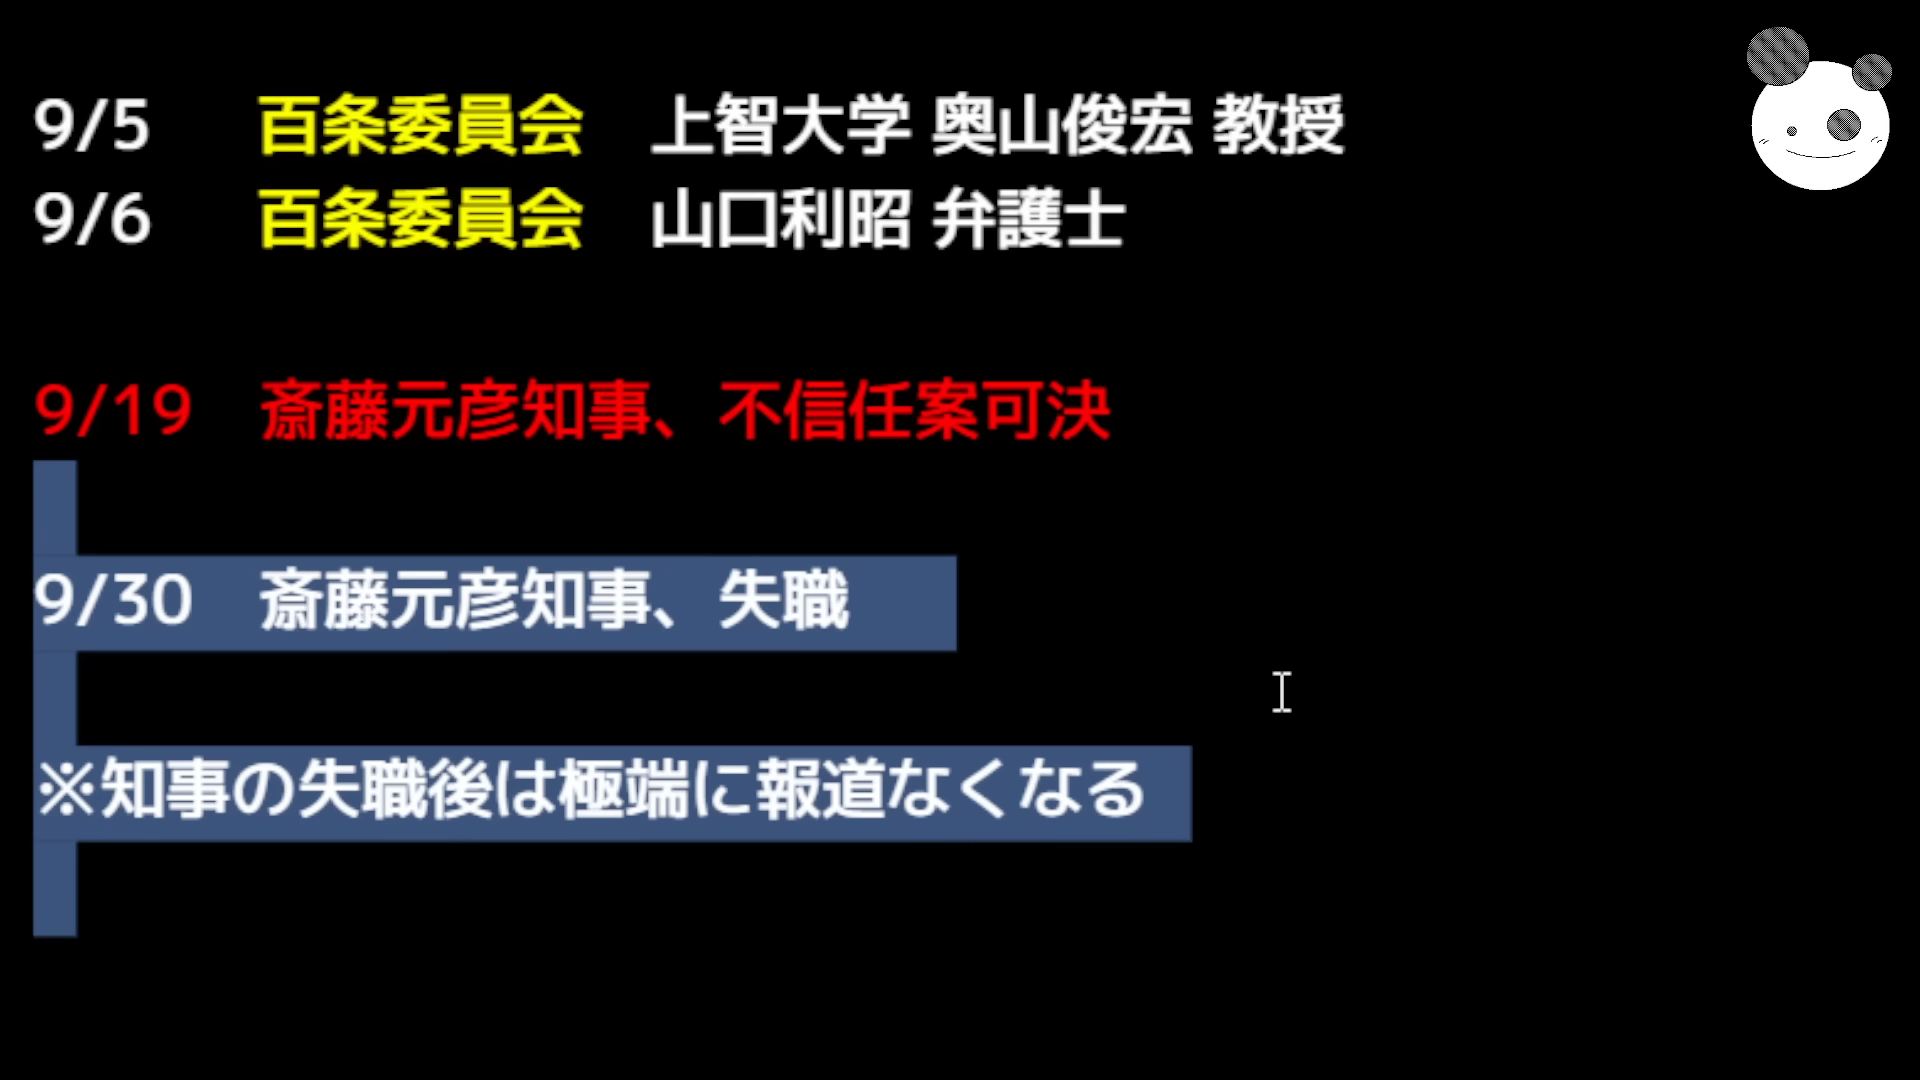 9/5 百条委員会 上智大学 奥山俊宏 教授
9/6 百条委員会 山口利昭 弁護士
9/19 斎藤元彦知事、不信任案可決
9/30 斎藤元彦知事、失職
※知事の失職後は極端に報道なくなる